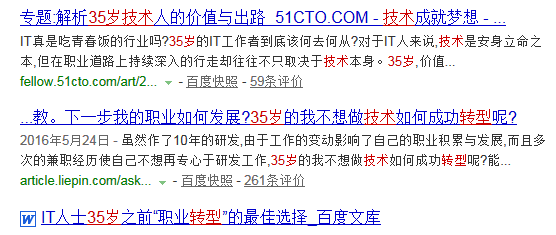 专题:解析35岁技术人的价值与出路_51CTO.COM - 技术成就梦想 - ...
IT真是吃青春饭的行业吗?35岁的IT工作者到底该何去何从?对于IT人来说,技术是安身立命之
本,但在职业道路上持续深入的行走却往往不只取决于技术本身。35岁,价值...
fellow.51cto.com/art/2... - 百度快照 - 59条评价
...教。下一步我的职业如何发展?35岁的我不想做技术如何成功转型呢?
2016年5月24日 - 虽然作了10年的研发,由于工作的变动影响了自己的职业积累与发展,而且多
次的兼职经历使自己不想再专心于研发工作,35岁的我不想做技术如何成功转型呢?能...
article.liepin.com/ask... - 百度快照 - 261条评价
IT人士35岁之前“职业转型”的最佳选择_百度文库